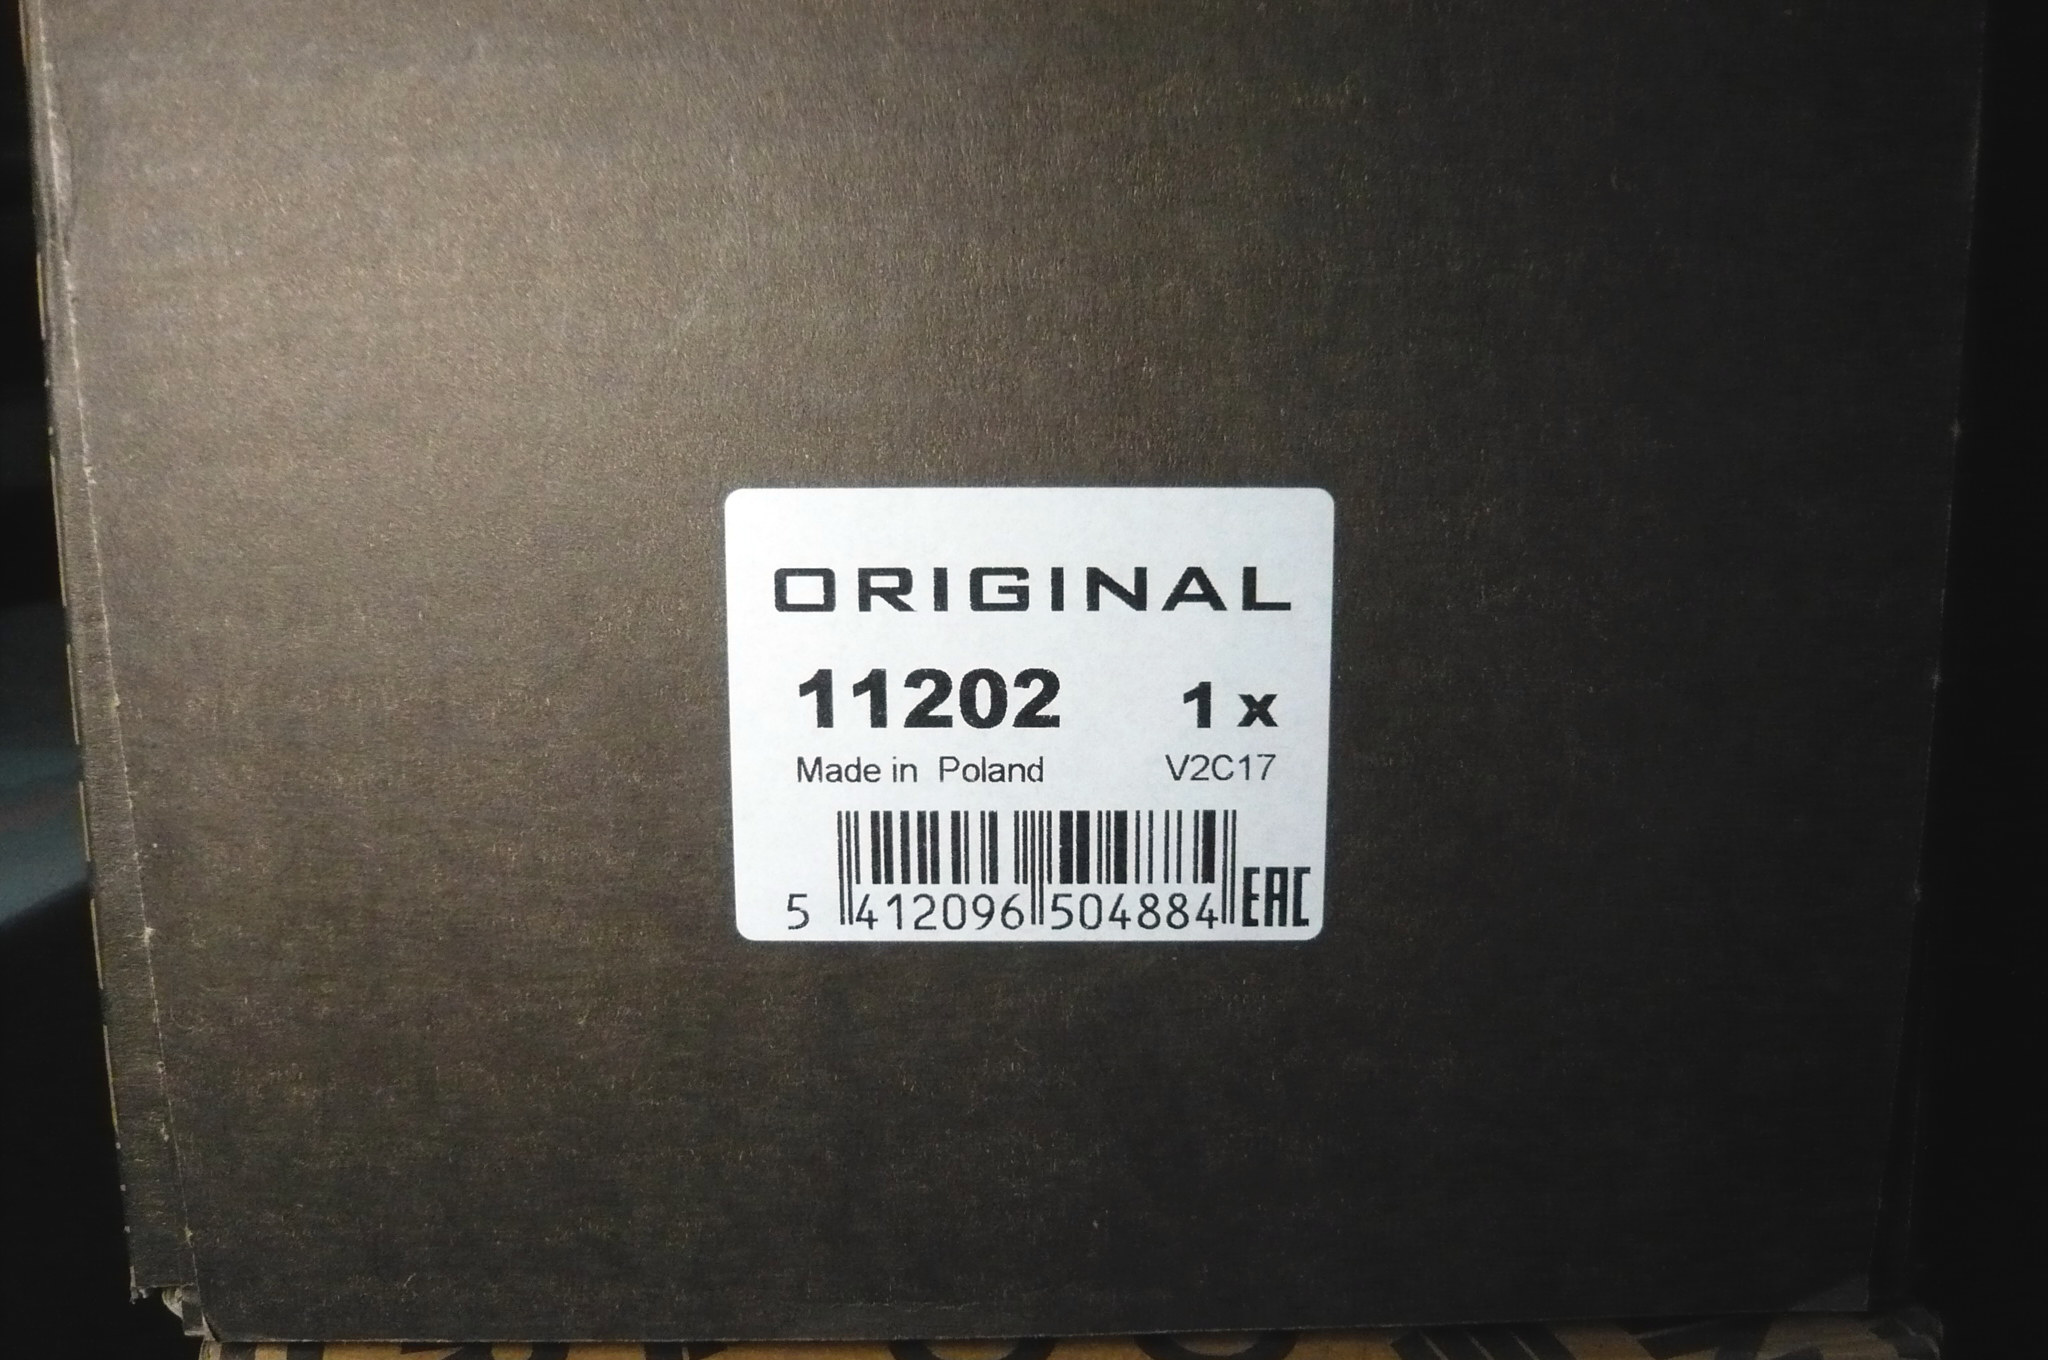 ORIGINAL
11202 1 x
Made in Poland V2C17
5 412096 504884 EAC